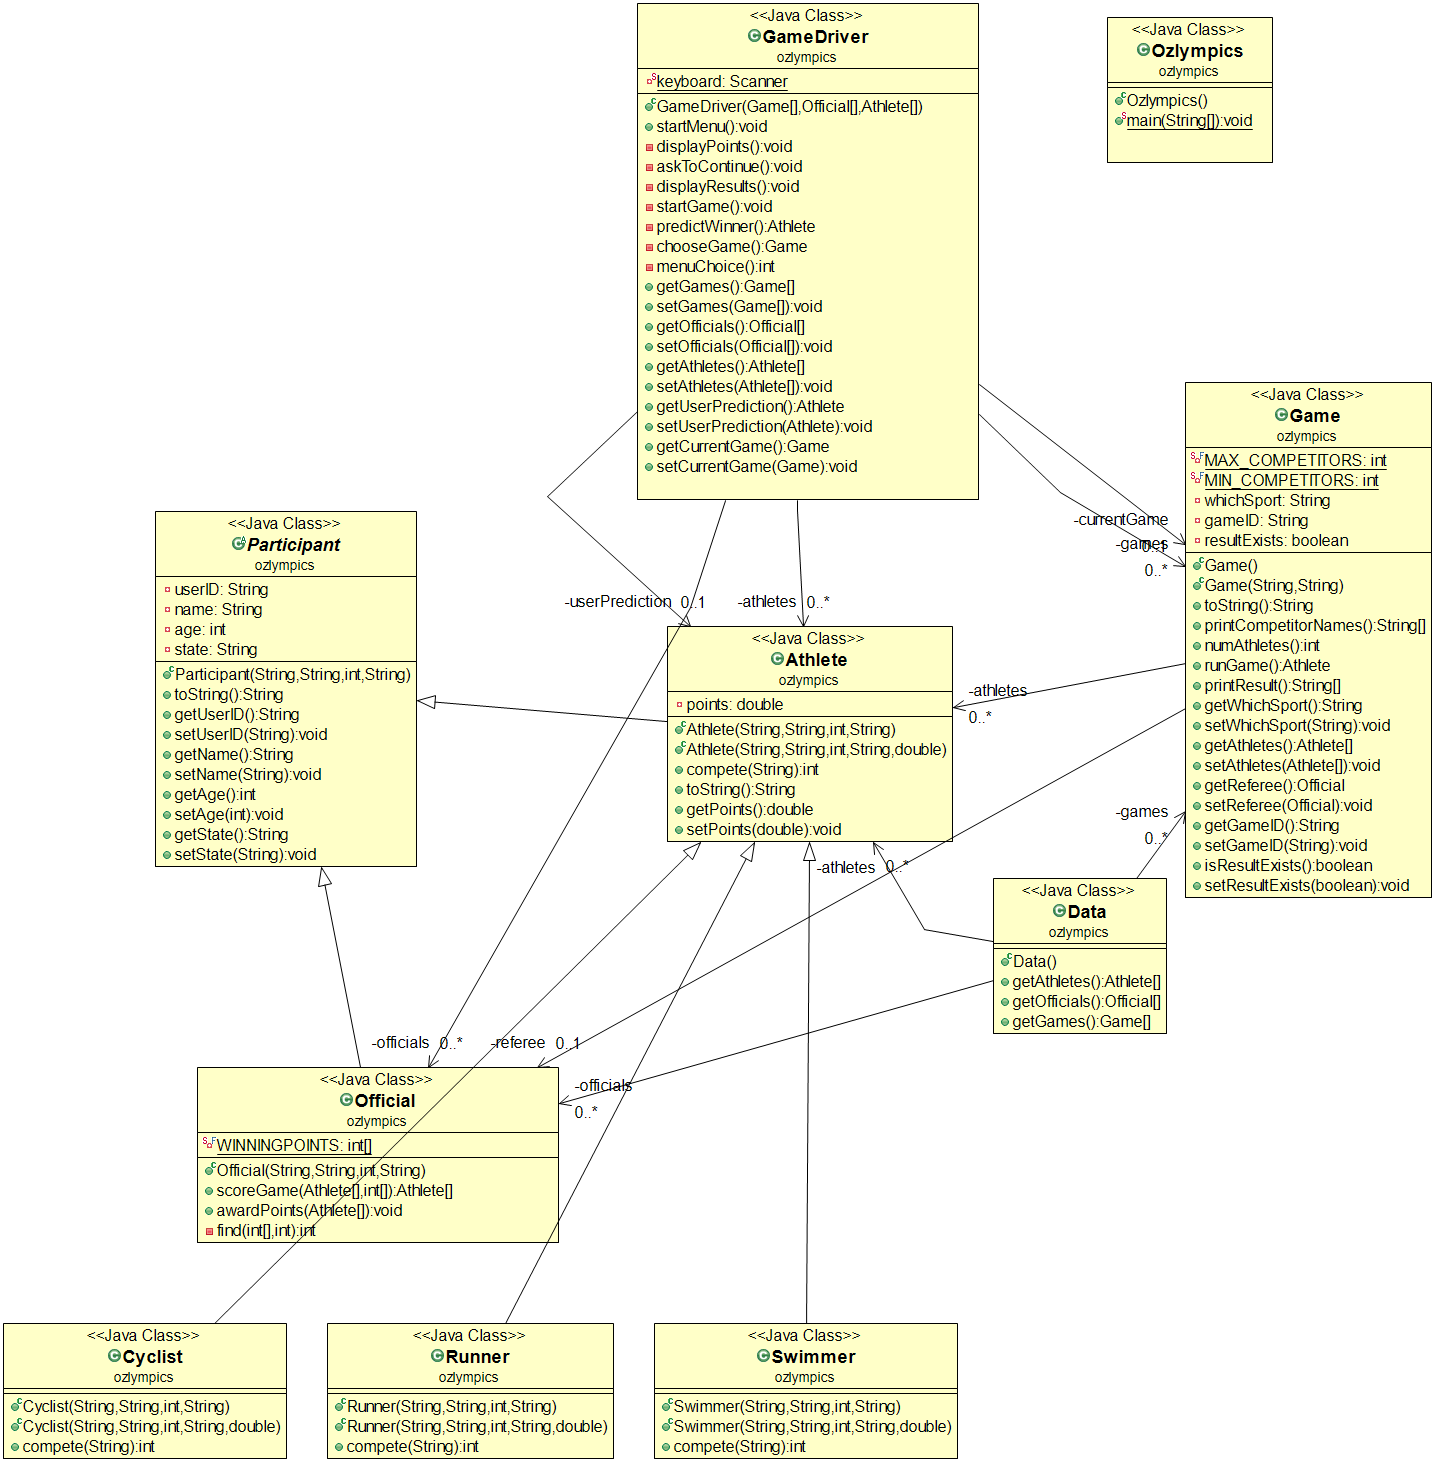 <<Java Class>>
GameDriver
ozlympics
keyboard: Scanner
GameDriver(Game[],Official[],Athlete[])
startMenu():void
displayPoints():void
askToContinue():void
displayResults():void
startGame():void
predictWinner():Athlete
chooseGame():Game
menuChoice():int
getGames():Game[]
setGames(Game[]):void
getOfficials():Official[]
setOfficials(Official[]):void
getAthletes():Athlete[]
setAthletes(Athlete[]):void
getUserPrediction():Athlete
setUserPrediction(Athlete):void
getCurrentGame():Game
setCurrentGame(Game):void
<<Java Class>>
Ozlympics
ozlympics
Ozlympics()
main(String[]):void
<<Java Class>>
Game
ozlympics
MAX_COMPETITORS: int
MIN_COMPETITORS: int
whichSport: String
gameID: String
resultExists: boolean
Game()
Game(String,String)
toString():String
printCompetitorNames():String[]
numAthletes():int
runGame():Athlete
printResult():String[]
getWhichSport():String
setWhichSport(String):void
getAthletes():Athlete[]
setAthletes(Athlete[]):void
getReferee():Official
setReferee(Official):void
getGameID():String
setGameID(String):void
isResultExists():boolean
setResultExists(boolean):void
-currentGame
0..1
-games
0..*
<<Java Class>>
Participant
ozlympics
userID: String
name: String
age: int
state: String
Participant(String,String,int,String)
toString():String
getUserID():String
setUserID(String):void
getName():String
setName(String):void
getAge():int
setAge(int):void
getState():String
setState(String):void
-userPrediction 0..1
-athletes 0..*
<<Java Class>>
Athlete
ozlympics
points: double
Athlete(String,String,int,String)
Athlete(String,String,int,String,double)
compete(String):int
toString():String
getPoints():double
setPoints(double):void
-athletes
0..*
-games
0..*
-athletes 0..*
<<Java Class>>
Data
ozlympics
Data()
getAthletes():Athlete[]
getOfficials():Official[]
getGames():Game[]
-officials 0..*
-referee 0..1
-officials
0..*
<<Java Class>>
Official
ozlympics
WINNINGPOINTS: int[]
Official(String,String,int,String)
scoreGame(Athlete[],int[]):Athlete[]
awardPoints(Athlete[]):void
find(int[],int):int
<<Java Class>>
Cyclist
ozlympics
Cyclist(String,String,int,String)
Cyclist(String,String,int,String,double)
compete(String):int
<<Java Class>>
Runner
ozlympics
Runner(String,String,int,String)
Runner(String,String,int,String,double)
compete(String):int
<<Java Class>>
Swimmer
ozlympics
Swimmer(String,String,int,String)
Swimmer(String,String,int,String,double)
compete(String):int